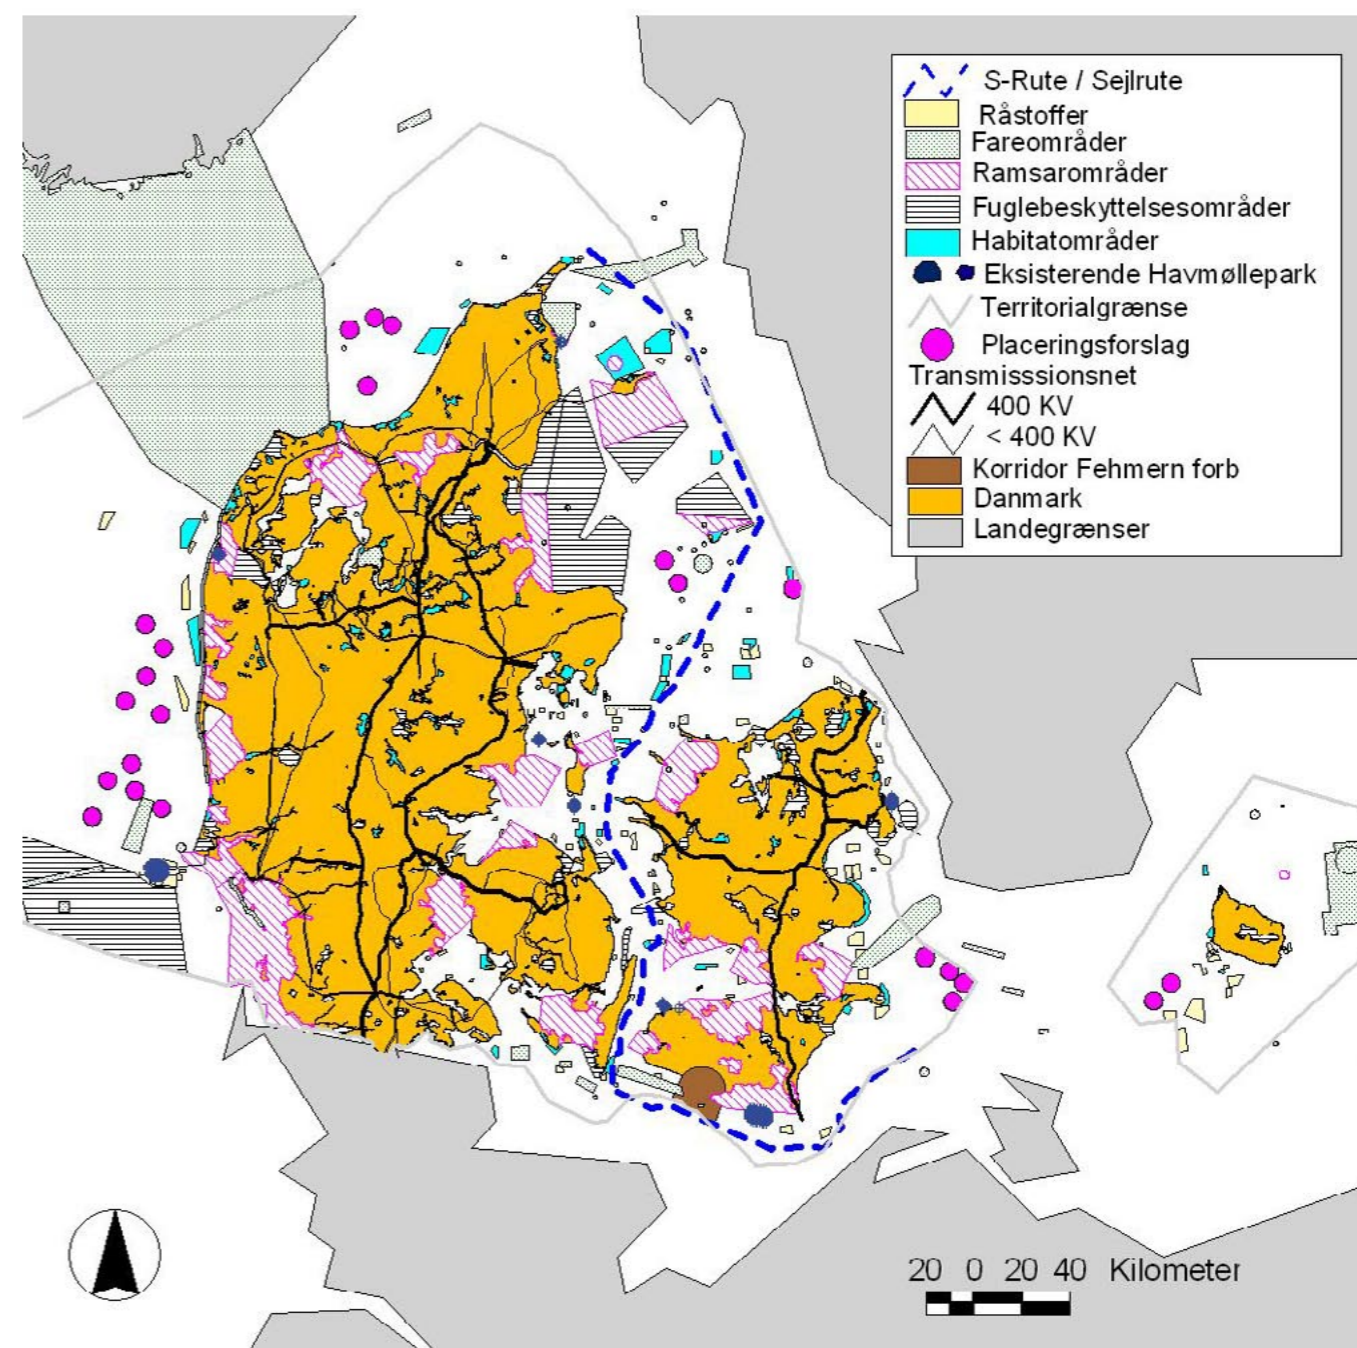 S-Rute / Sejlrute
Råstoffer
Fareområder
Ramsarområder
Fuglebeskyttelsesområder
Habitatområder
Eksisterende Havmøllepark
Territorialgrænse
Placeringsforslag
Transmisssionsnet
400 KV
< 400 KV
Korridor Fehmern forb
Danmark
Landegrænser
20 0 20 40 Kilometer